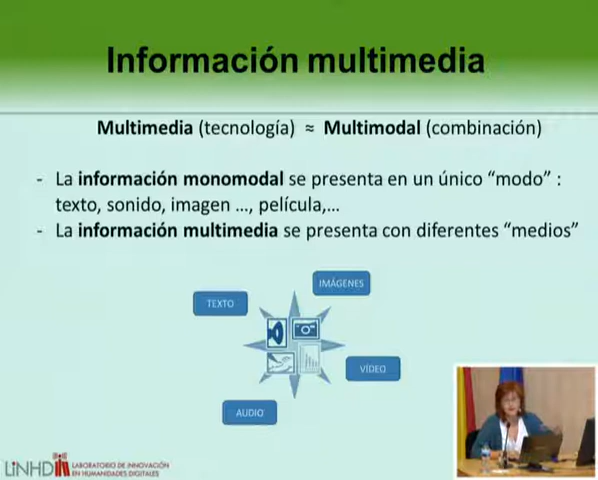 Información multimedia
Multimedia (tecnología) ≈ Multimodal (combinación)
- La información monomodal se presenta en un único “modo” :
texto, sonido, imagen ..., película,...
- La información multimedia se presenta con diferentes “medios”
IMÁGENES
TEXTO
VÍDEO
AUDIO
LINHD
LABORATORIO DE INNOVACIÓN
EN HUMANIDADES DIGITALES